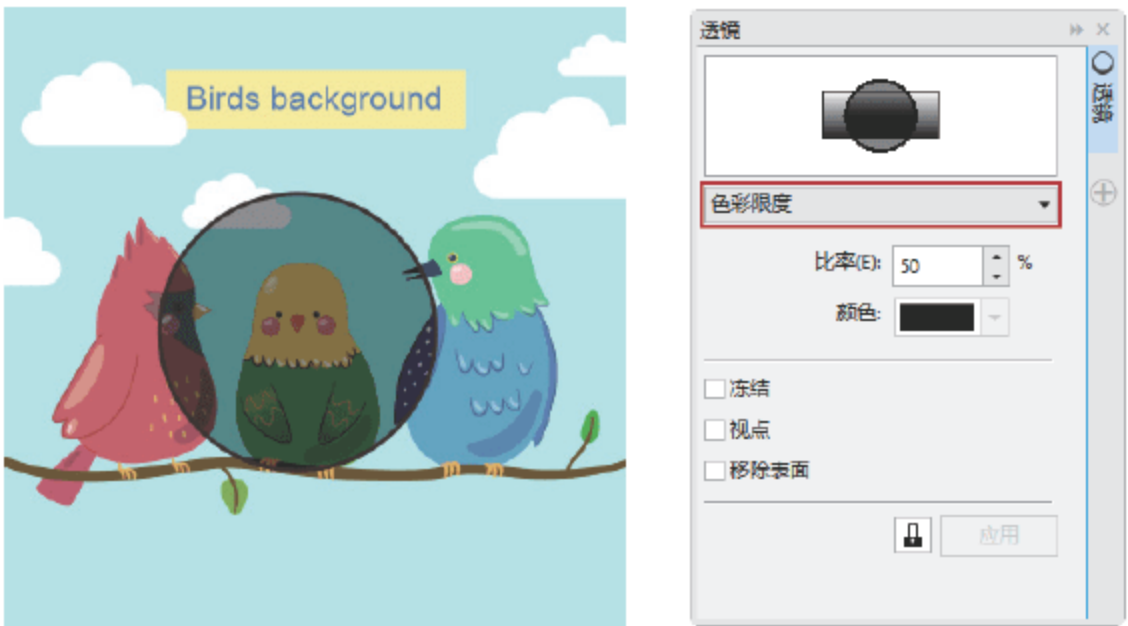 Birds background
透镜
透镜
色彩限度
比率(E): 50 %
颜色:
冻结
视点
移除表面
应用